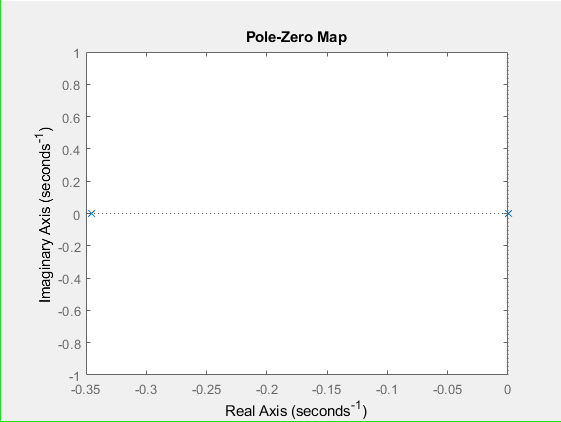 Pole-Zero Map
1
0.8
0.6
0.4
0.2
0
-0.2
-0.4
-0.6
-0.8
-1
Imaginary Axis (seconds⁻¹)
-0.35 -0.3 -0.25 -0.2 -0.15 -0.1 -0.05 0
Real Axis (seconds⁻¹)